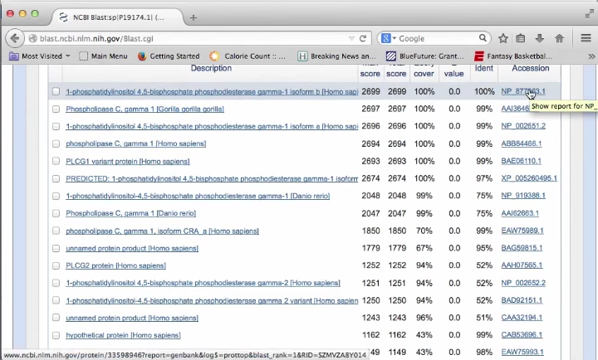 NCBI Blast:sp|P19174.1| (...
blast.ncbi.nlm.nih.gov/Blast.cgi
Google
Most Visited
Main Menu
Getting Started
Calorie Count ...
Breaking News an...
BlueFuture: Grant...
Fantasy Basketbal...
Description
score
score
cover
value
Ident
Accession
1-phosphatidylinositol 4,5-bisphosphate phosphodiesterase gamma-1 isoform b [Homo sapi 2699 2699 100% 0.0 100%
Show report for NP_
Phospholipase C, gamma 1 [Gorilla gorilla] 2697 2697 100% 0.0 99%
1-phosphatidylinositol 4,5-bisphosphate phosphodiesterase gamma-1 isoform a [Homo sapi 2696 2696 100% 0.0 99% NP_002651.2
phospholipase C, gamma 1 [Homo sapiens] 2694 2694 100% 0.0 99% ABB84466.1
PLCG1 variant protein [Homo sapiens] 2693 2693 100% 0.0 99% BAE06110.1
PREDICTED: 1-phosphatidylinositol 4,5-bisphosphate phosphodiesterase gamma-1 isoform 2674 2674 100% 0.0 97% XP_005260495.1
1-phosphatidylinositol-4,5-bisphosphate phosphodiesterase gamma-1 [Danio rerio] 2048 2048 99% 0.0 75% NP_919388.1
Phospholipase C, gamma 1 [Danio rerio] 2047 2047 99% 0.0 75% AAI62663.1
phospholipase C, gamma 1, isoform CRA_a [Homo sapiens] 1850 1850 70% 0.0 99% EAW75989.1
unnamed protein product [Homo sapiens] 1779 1779 67% 0.0 95% BAG59815.1
PLCG2 protein [Homo sapiens] 1252 1252 94% 0.0 52% AAH07565.1
1-phosphatidylinositol 4,5-bisphosphate phosphodiesterase gamma-2 [Homo sapiens] 1251 1251 94% 0.0 52% NP_002652.2
1-phosphatidylinositol-4,5-bisphosphate phosphodiesterase gamma 2 variant [Homo sapiens] 1250 1250 94% 0.0 52% BAD92151.1
unnamed protein product [Homo sapiens] 1243 1243 96% 0.0 51% CAA32194.1
hypothetical protein [Homo sapiens] 1162 1162 43% 0.0 99% CAB53696.1
1149 43% 0.0 99% EAW75993.1
www.ncbi.nlm.nih.gov/protein/33598946?report=genbank&log$=prottop&blast_rank=1&RID=SZMVZA8Y014